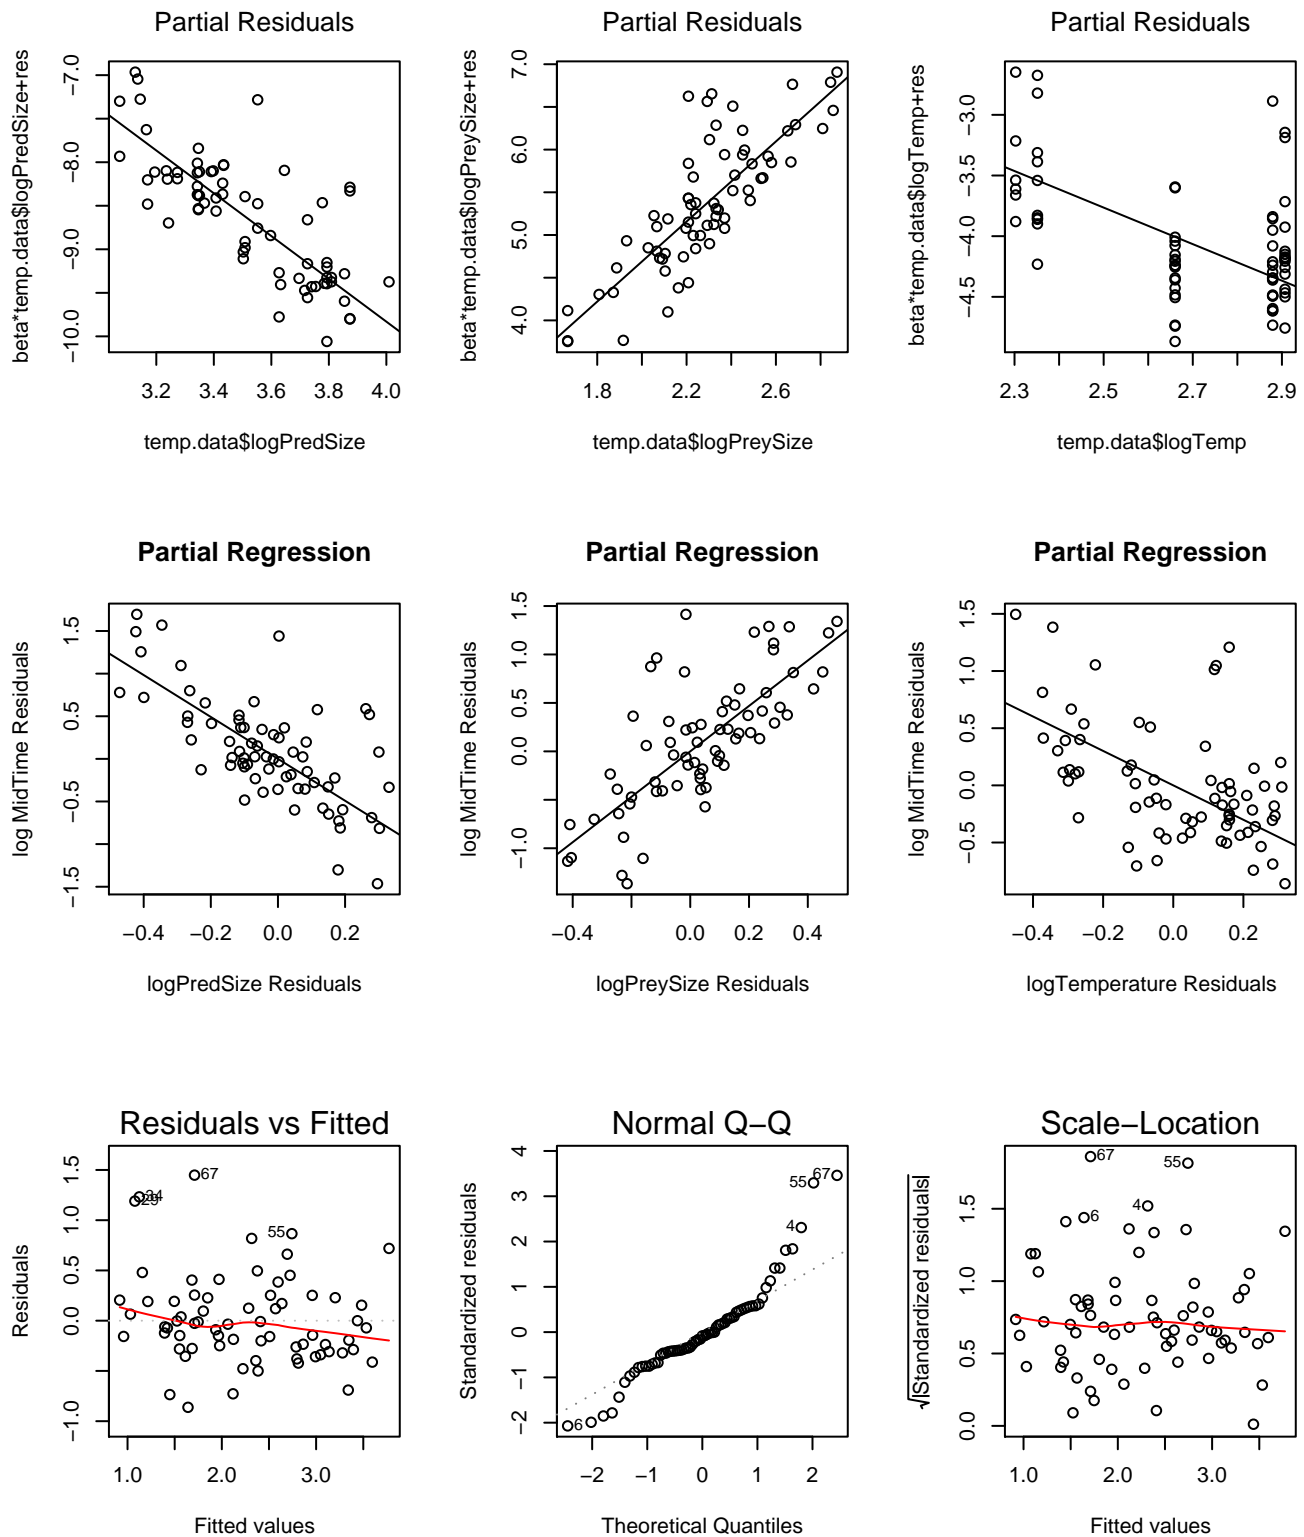 Partial Residuals
beta*temp.data$logPredSize+res
−7.0
−8.0
−9.0
−10.0
3.2 3.4 3.6 3.8 4.0
temp.data$logPredSize
Partial Residuals
beta*temp.data$logPreySize+res
7.0
6.0
5.0
4.0
1.8 2.0 2.2 2.4 2.6
temp.data$logPreySize
Partial Residuals
beta*temp.data$logTemp+res
−3.0
−3.5
−4.0
−4.5
2.3 2.5 2.7 2.9
temp.data$logTemp
Partial Regression
log MidTime Residuals
1.5
0.5
−0.5
−1.5
−0.4 −0.2 0.0 0.2
logPredSize Residuals
Partial Regression
log MidTime Residuals
1.5
1.0
0.0
−1.0
−0.4 0.0 0.2 0.4
logPreySize Residuals
Partial Regression
log MidTime Residuals
1.5
1.0
0.5
0.0
−0.5
−0.4 −0.2 0.0 0.2
logTemperature Residuals
Residuals vs Fitted
Residuals
1.5
1.0
0.5
0.0
−1.0
67
34
29
55
1.0 2.0 3.0
Fitted values
Normal Q−Q
Standardized residuals
4
3
2
1
0
−1
−2
67
55
4
6
−2 −1 0 1 2
Theoretical Quantiles
Scale−Location
√|Standardized residuals|
1.5
1.0
0.5
0.0
67
55
4
6
1.0 2.0 3.0
Fitted values